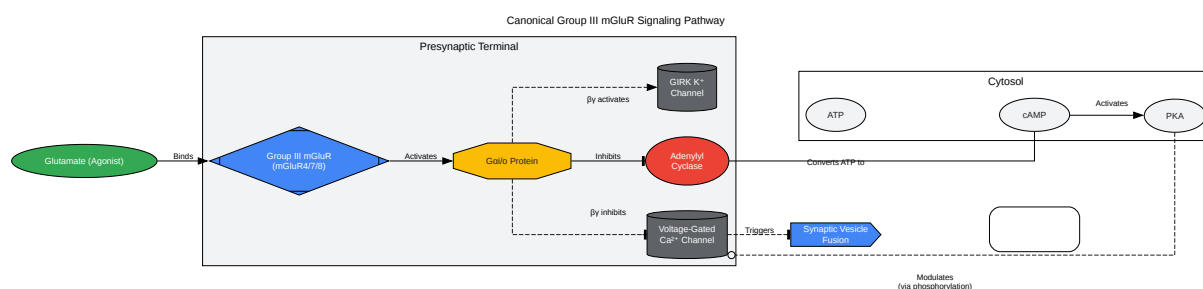 Canonical Group III mGluR Signaling Pathway
Presynaptic Terminal
GIRK K⁺
Channel
βγ activates
Cytosol
ATP
cAMP
Activates
PKA
Glutamate (Agonist)
Binds
Group III mGluR
(mGluR4/7/8)
Activates
Gαi/o Protein
Inhibits
Adenylyl
Cyclase
Converts ATP to
βγ inhibits
Voltage-Gated
Ca²⁺ Channel
Triggers
Synaptic Vesicle
Fusion
Modulates
(via phosphorylation)